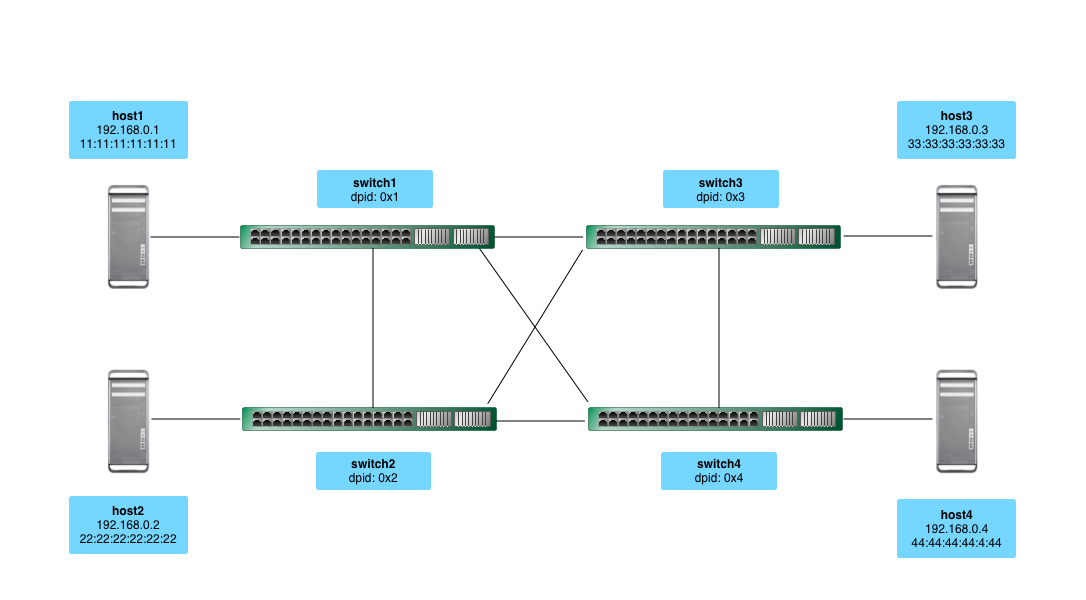 host1
192.168.0.1
11:11:11:11:11:11
host3
192.168.0.3
33:33:33:33:33:33
switch1
dpid: 0x1
switch3
dpid: 0x3
switch2
dpid: 0x2
switch4
dpid: 0x4
host2
192.168.0.2
22:22:22:22:22:22
host4
192.168.0.4
44:44:44:44:4:44